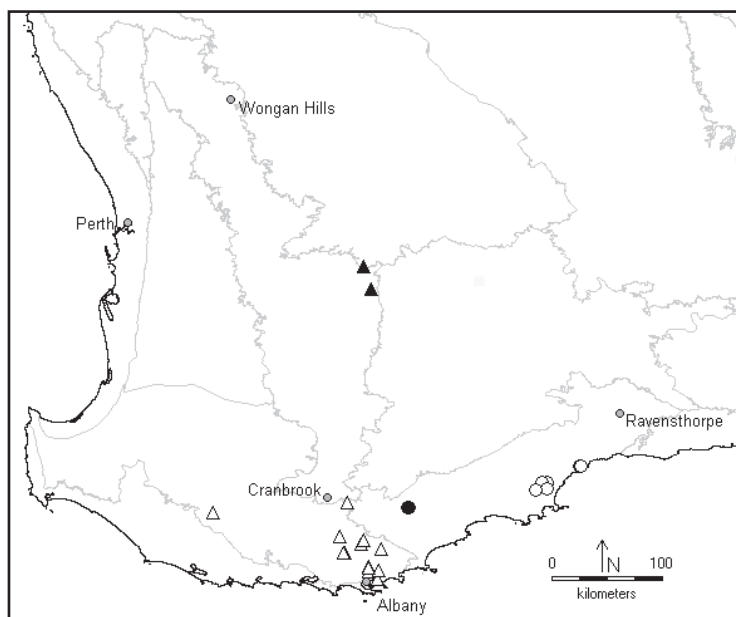 Wongan Hills
Perth
Ravensthorpe
Cranbrook
N
0 100
kilometers
Albany